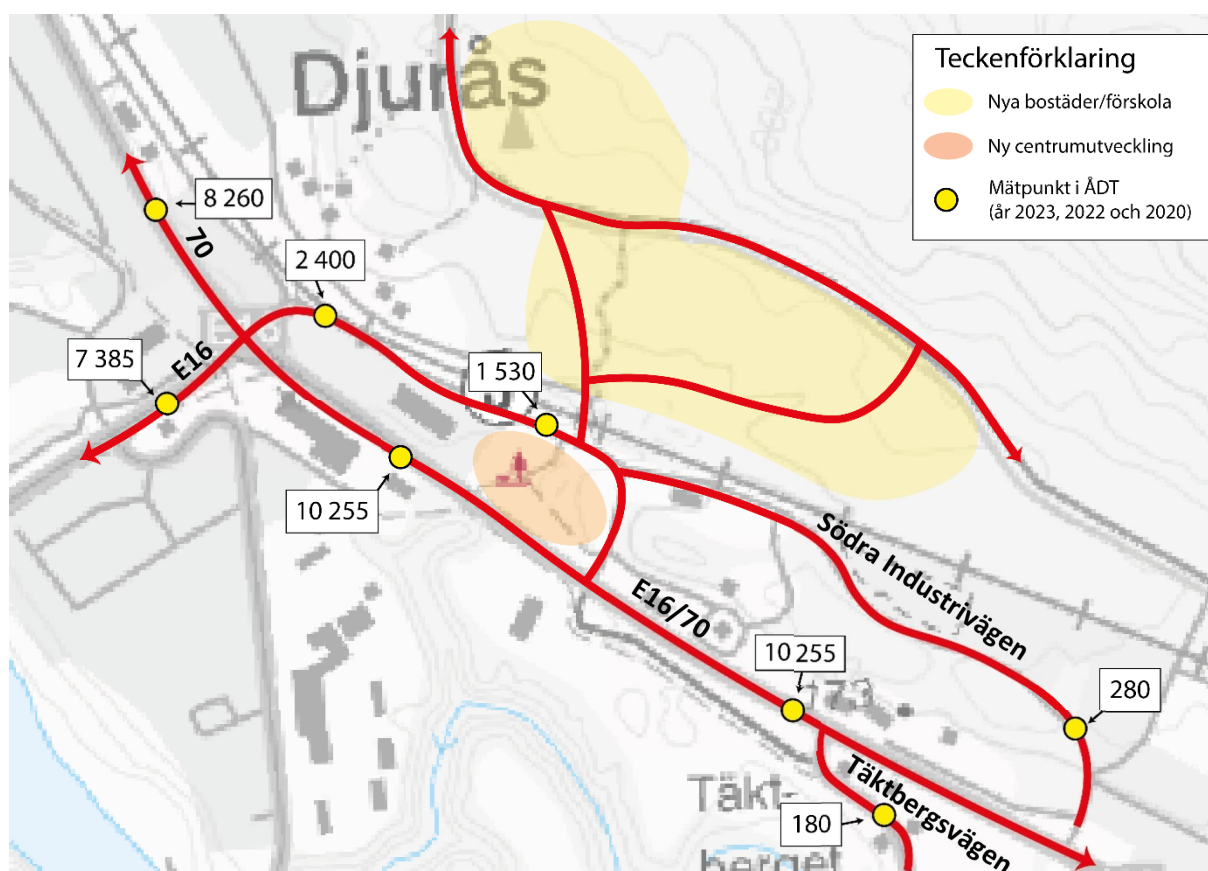 Djurås
Teckenförklaring
Nya bostäder/förskola
Ny centrumutveckling
Mätpunkt i ÅDT
(år 2023, 2022 och 2020)
8 260
70
2 400
7 385
E16
1 530
10 255
E16/70
Södra Industrivägen
10 255
173
280
Täktbergsvägen
Täkt-
berget
180